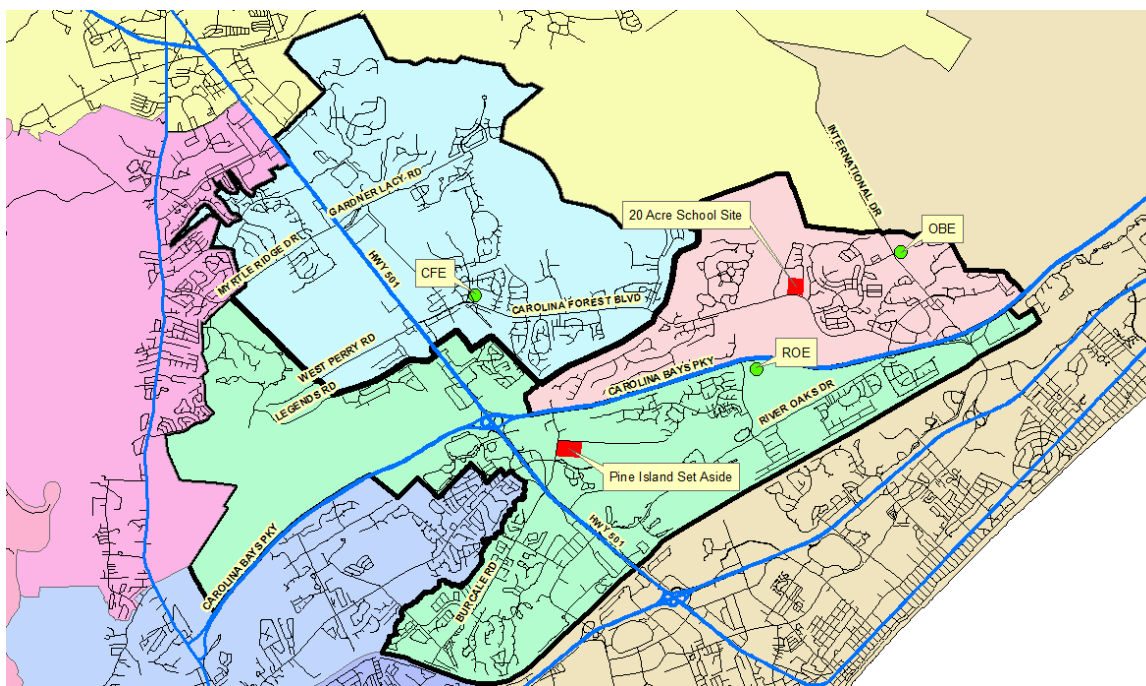 INTERNATIONAL DR
GARDNER LACY RD
20 Acre School Site
OBE
HWY 501
MYRTLE RIDGE DR
CFE
CAROLINA FOREST BLVD
WEST PERRY RD
ROE
LEGENDS RD
CAROLINA BAYS PKY
RIVER OAKS DR
Pine Island Set Aside
HWY 501
CAROLINA BAYS PKY
BURCALE RD